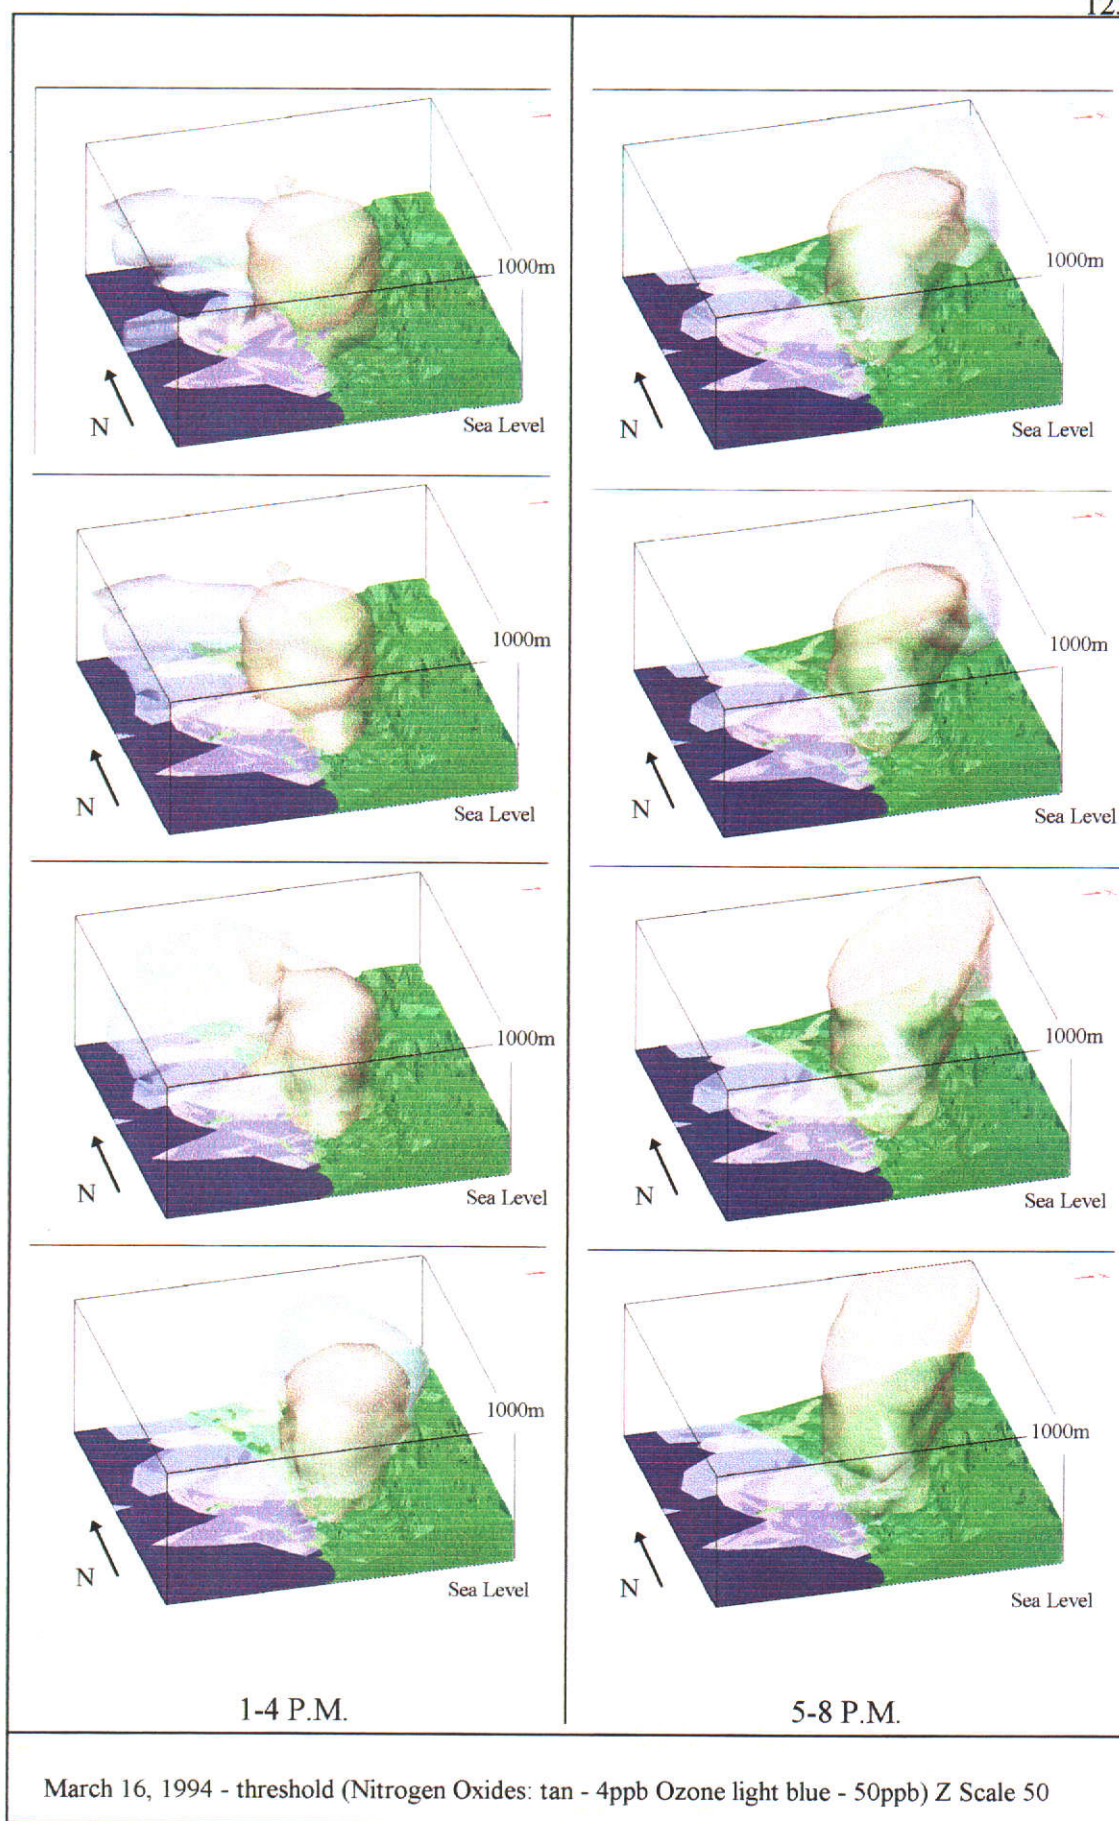 12
1000m
N
Sea Level
1000m
N
Sea Level
1000m
N
Sea Level
1000m
N
Sea Level
1-4 P.M.
1000m
N
Sea Level
1000m
N
Sea Level
1000m
N
Sea Level
1000m
N
Sea Level
5-8 P.M.
March 16, 1994 - threshold (Nitrogen Oxides: tan - 4ppb Ozone light blue - 50ppb) Z Scale 50